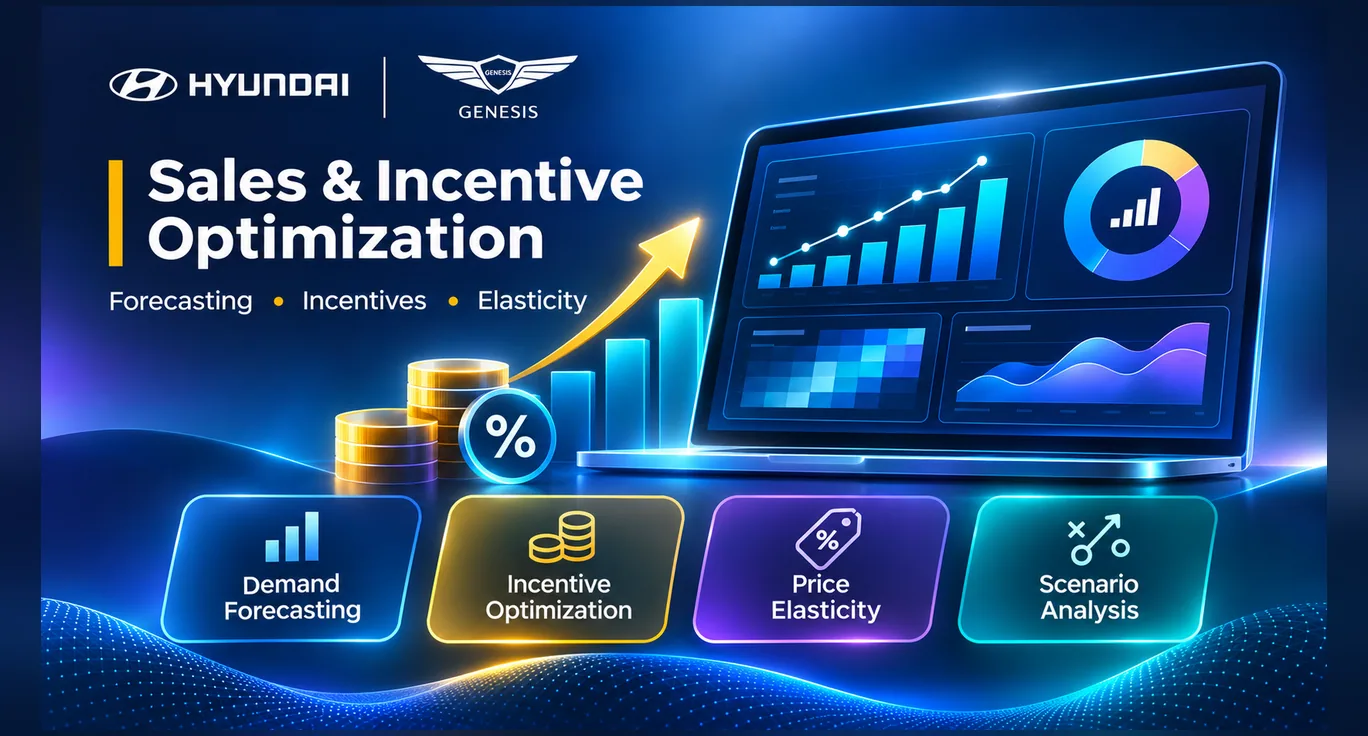 HYUNDAI
GENESIS
GENESIS
Sales & Incentive
Optimization
Forecasting • Incentives • Elasticity
%
%
Demand
Forecasting
Incentive
Optimization
Price
Elasticity
Scenario
Analysis